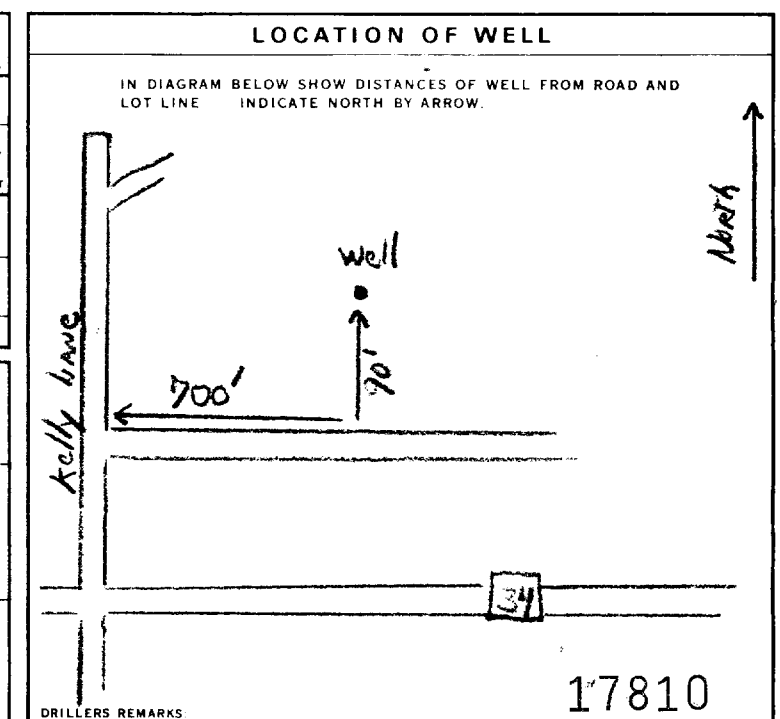 LOCATION OF WELL
IN DIAGRAM BELOW SHOW DISTANCES OF WELL FROM ROAD AND
LOT LINE INDICATE NORTH BY ARROW.
North
Well
700'
90'
Kelly LANE
34
17810
DRILLERS REMARKS: